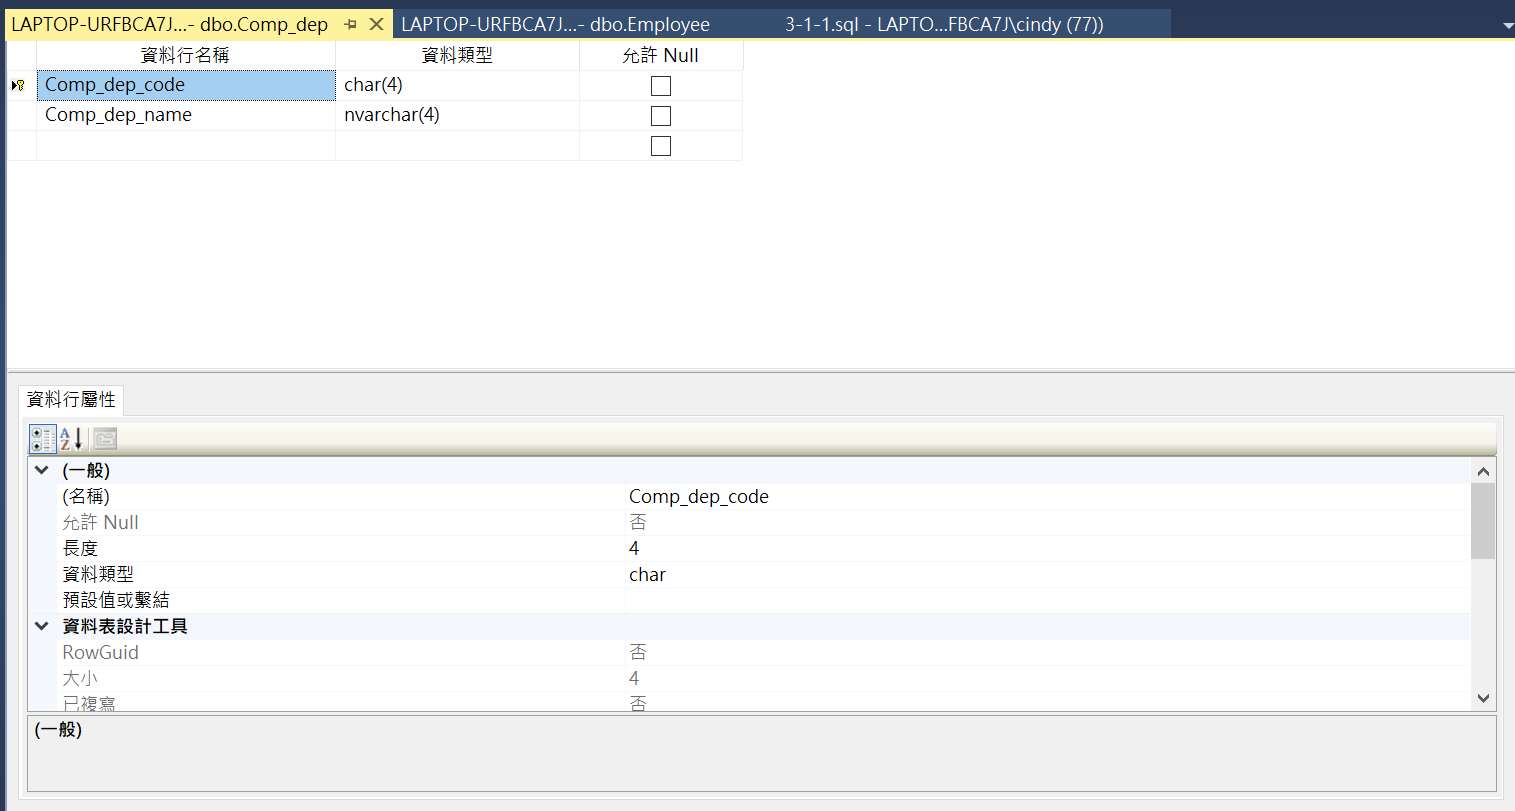 LAPTOP-URFBCA7J...- dbo.Comp_dep LAPTOP-URFBCA7J...- dbo.Employee 3-1-1.sql - LAPTO...FBCA7J\cindy (77))
資料行名稱 資料類型 允許 Null
Comp_dep_code char(4)
Comp_dep_name nvarchar(4)
資料行屬性
(一般)
(名稱) Comp_dep_code
允許 Null 否
長度 4
資料類型 char
預設值或繫結
資料表設計工具
RowGuid 否
大小 4
已複寫 否
(一般)